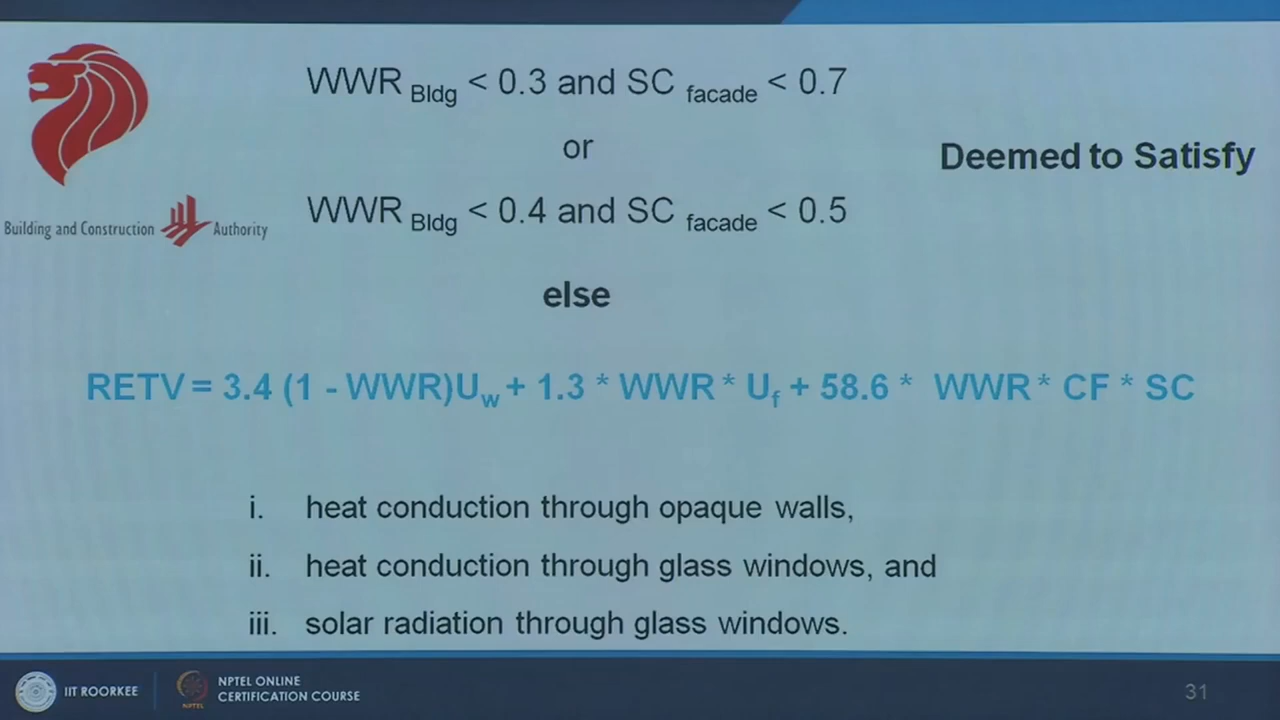 WWR Bldg < 0.3 and SC facade < 0.7
or
Deemed to Satisfy
WWR Bldg < 0.4 and SC facade < 0.5
Building and Construction Authority
else
RETV = 3.4 (1 - WWR)Uw + 1.3 * WWR * Uf + 58.6 * WWR * CF * SC
i. heat conduction through opaque walls,
ii. heat conduction through glass windows, and
iii. solar radiation through glass windows.
IIT ROORKEE
NPTEL ONLINE
CERTIFICATION COURSE
NPTEL
31